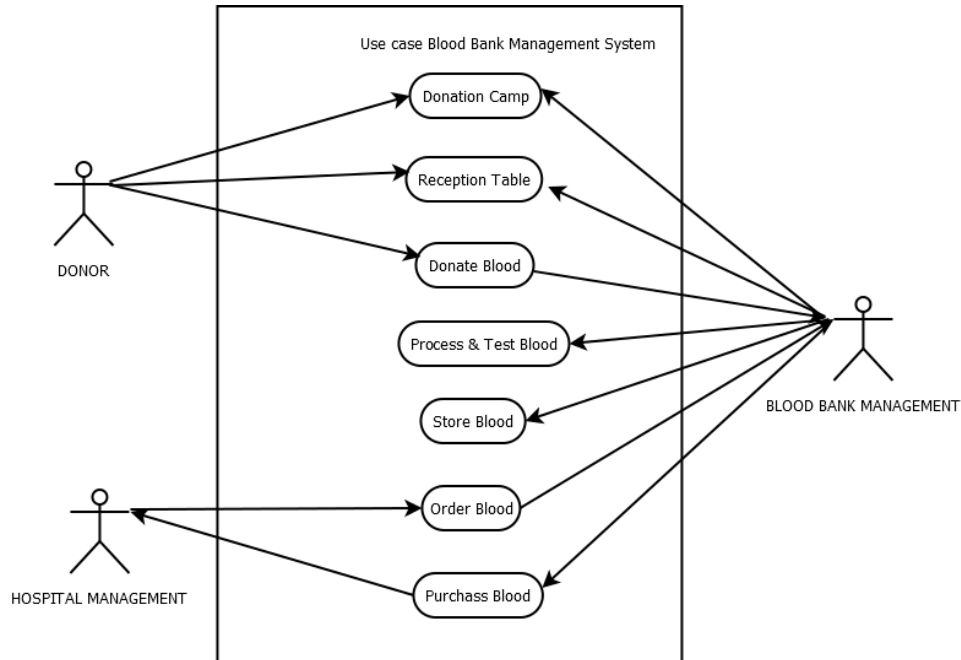 Use case Blood Bank Management System
Donation Camp
Reception Table
DONOR
Donate Blood
Process & Test Blood
BLOOD BANK MANAGEMENT
Store Blood
Order Blood
HOSPITAL MANAGEMENT
Purchass Blood